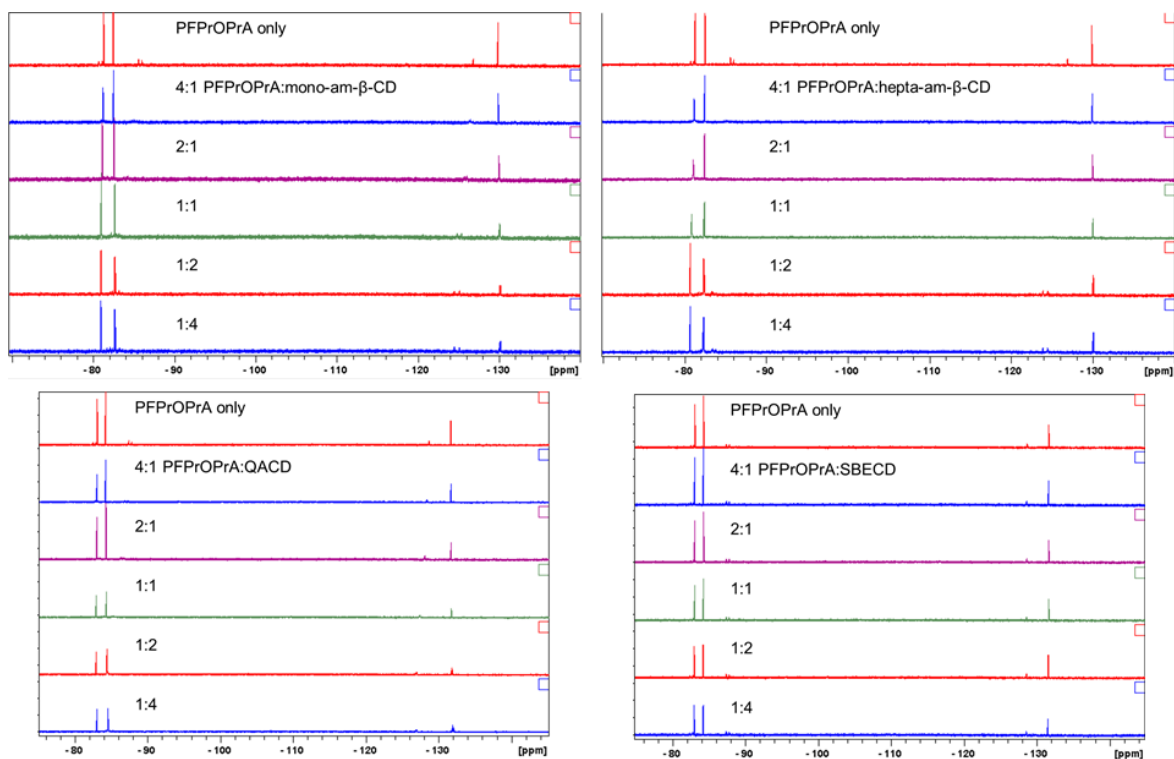 PFPrOPrA only
4:1 PFPrOPrA:mono-am-β-CD
2:1
1:1
1:2
1:4
-80 -90 -100 -110 -120 -130 [ppm]
PFPrOPrA only
4:1 PFPrOPrA:hepta-am-β-CD
2:1
1:1
1:2
1:4
-80 -90 -100 -110 -120 -130 [ppm]
PFPrOPrA only
4:1 PFPrOPrA:QACD
2:1
1:1
1:2
1:4
-80 -90 -100 -110 -120 -130 [ppm]
PFPrOPrA only
4:1 PFPrOPrA:SBECD
2:1
1:1
1:2
1:4
-80 -90 -100 -110 -120 -130 -140 [ppm]